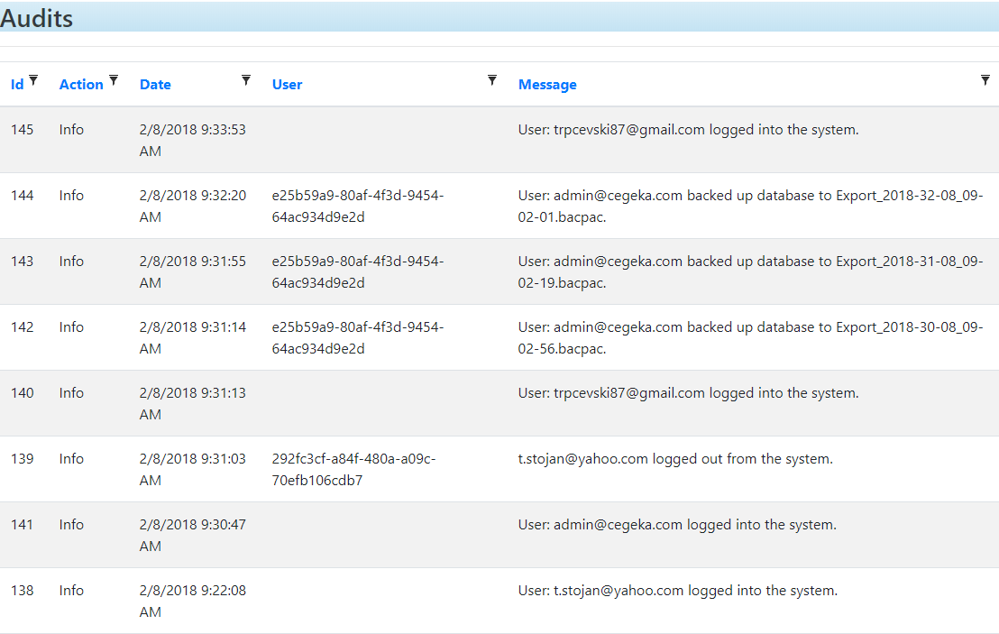 Audits
Id Action Date User Message
145 Info 2/8/2018 9:33:53 User: trpcevski87@gmail.com logged into the system.
AM
144 Info 2/8/2018 9:32:20 e25b59a9-80af-4f3d-9454- User: admin@cegeka.com backed up database to Export_2018-32-08_09-
AM 64ac934d9e2d 02-01.bacpac.
143 Info 2/8/2018 9:31:55 e25b59a9-80af-4f3d-9454- User: admin@cegeka.com backed up database to Export_2018-31-08_09-
AM 64ac934d9e2d 02-19.bacpac.
142 Info 2/8/2018 9:31:14 e25b59a9-80af-4f3d-9454- User: admin@cegeka.com backed up database to Export_2018-30-08_09-
AM 64ac934d9e2d 02-56.bacpac.
140 Info 2/8/2018 9:31:13 User: trpcevski87@gmail.com logged into the system.
AM
139 Info 2/8/2018 9:31:03 292fc3cf-a84f-480a-a09c- t.stojan@yahoo.com logged out from the system.
AM 70efb106cdb7
141 Info 2/8/2018 9:30:47 User: admin@cegeka.com logged into the system.
AM
138 Info 2/8/2018 9:22:08 User: t.stojan@yahoo.com logged into the system.
AM